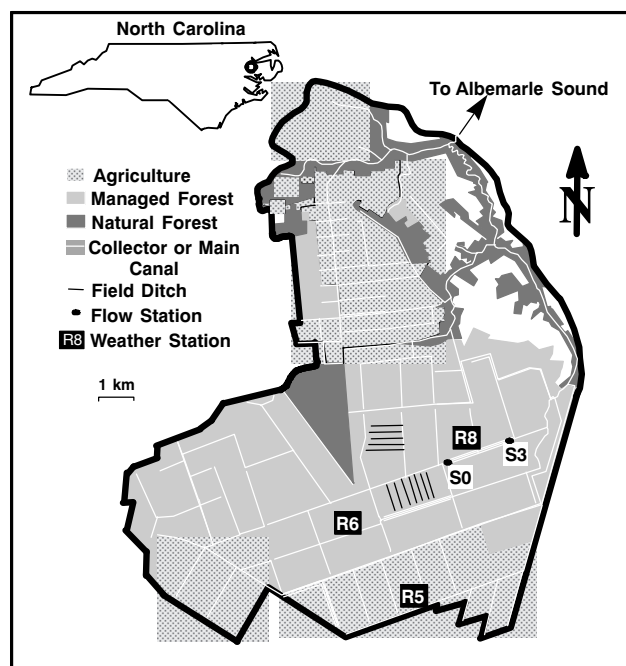 North Carolina
To Albemarle Sound
N
Agriculture
Managed Forest
Natural Forest
Collector or Main
Canal
Field Ditch
Flow Station
R8 Weather Station
1 km
R8
S3
S0
R6
R5